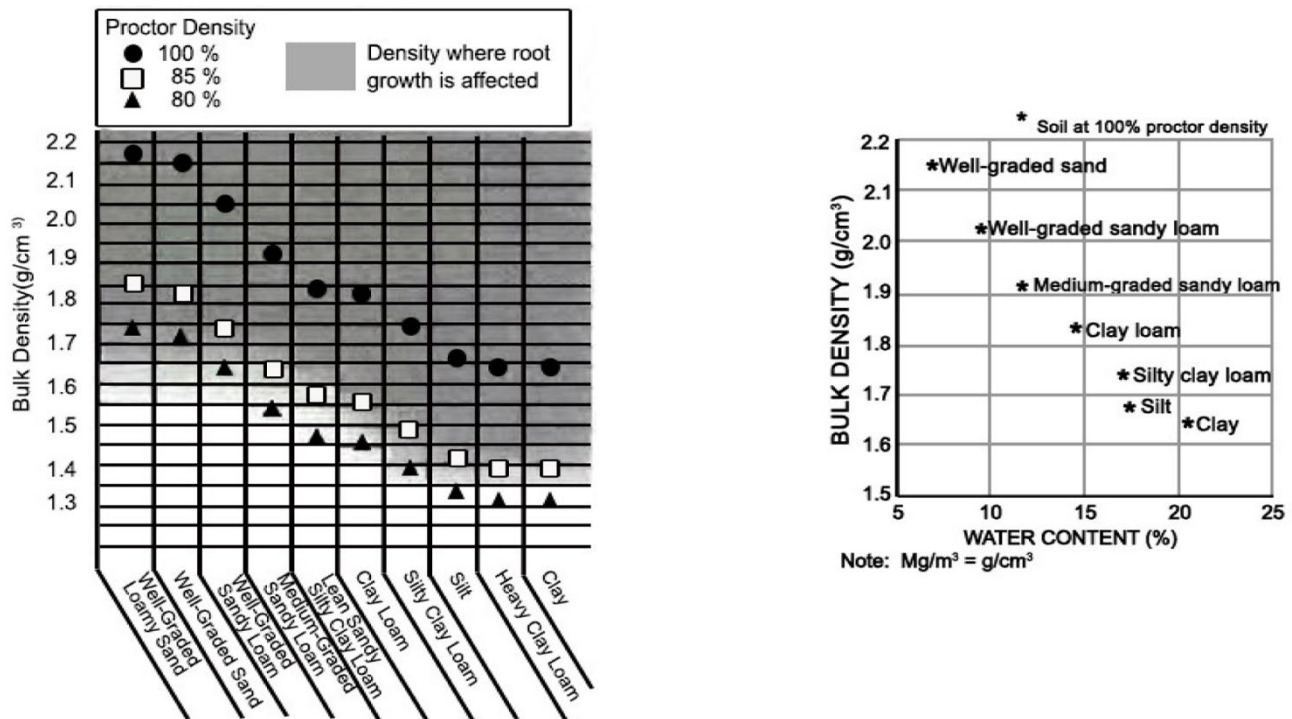 Proctor Density
100 %
85 %
80 %
Density where root
growth is affected
Bulk Density(g/cm 3)
2.2
2.1
2.0
1.9
1.8
1.7
1.6
1.5
1.4
1.3
Well-Graded
Loamy Sand
Well-Graded Sand
Well-Graded
Sandy Loam
Medium-Graded
Sandy Loam
Lean Sandy
Silty Clay Loam
Clay Loam
Silty Clay Loam
Silt
Heavy Clay Loam
Clay
* Soil at 100% proctor density
BULK DENSITY (g/cm³)
2.2
2.1
2.0
1.9
1.8
1.7
1.6
1.5
*Well-graded sand
*Well-graded sandy loam
* Medium-graded sandy loam
* Clay loam
* Silty clay loam
* Silt
*Clay
5 10 15 20 25
WATER CONTENT (%)
Note: Mg/m³ = g/cm³